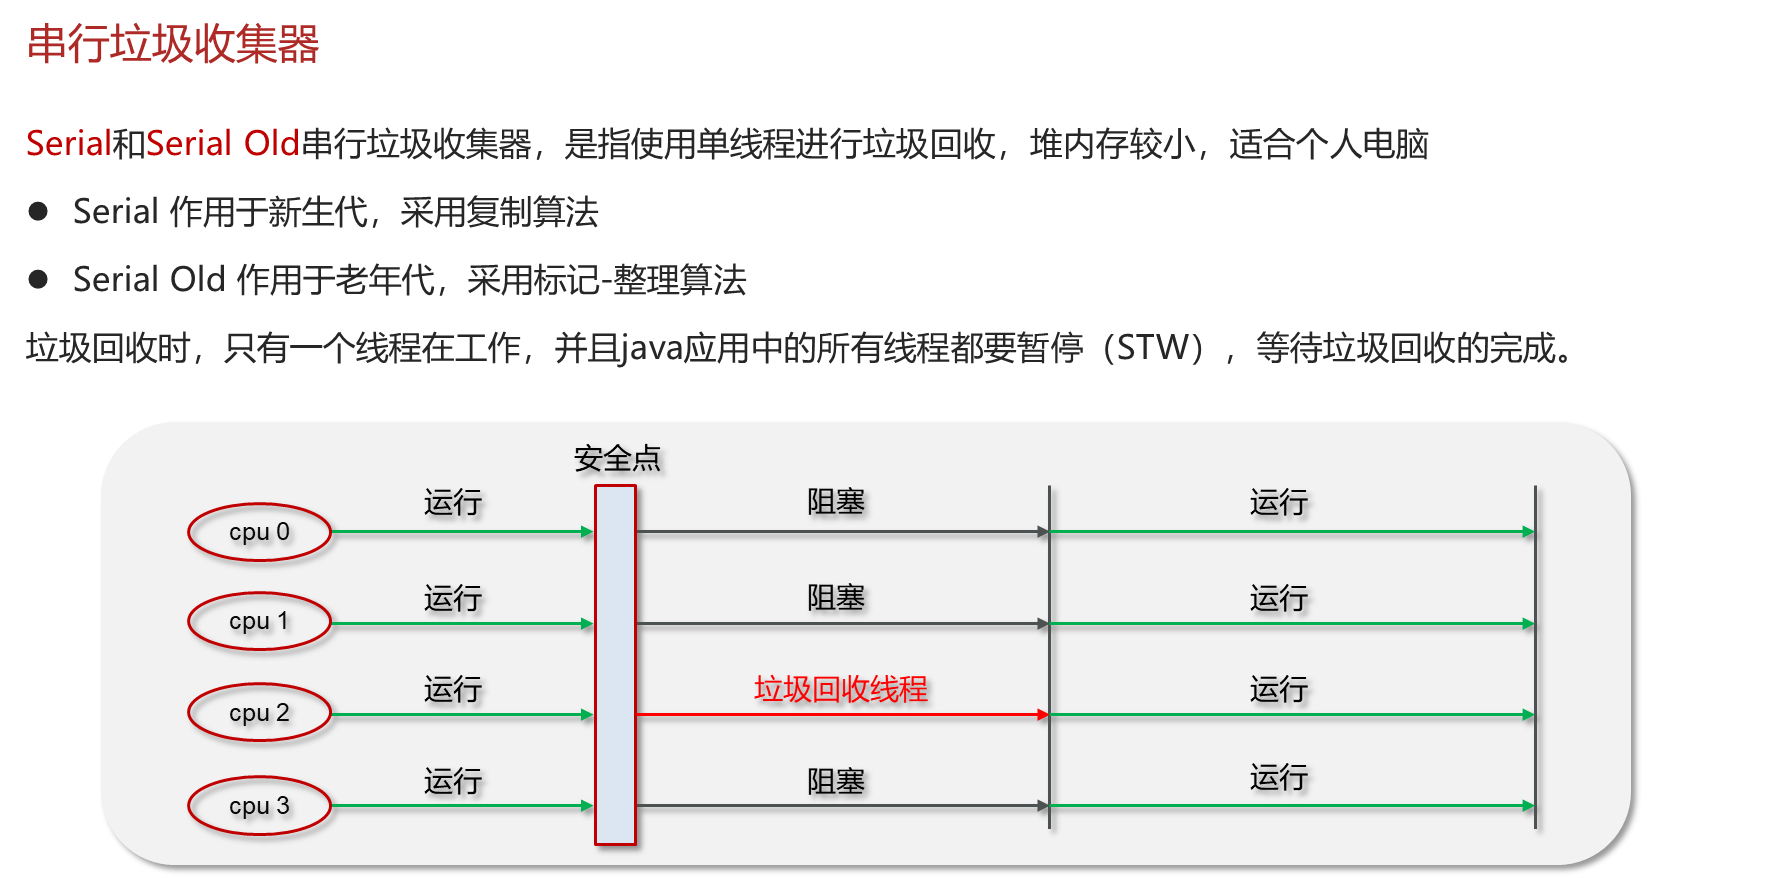 串行垃圾收集器
Serial和Serial Old串行垃圾收集器，是指使用单线程进行垃圾回收，堆内存较小，适合个人电脑
● Serial 作用于新生代，采用复制算法
● Serial Old 作用于老年代，采用标记-整理算法
垃圾回收时，只有一个线程在工作，并且java应用中的所有线程都要暂停（STW），等待垃圾回收的完成。
安全点
cpu 0 运行 阻塞 运行
cpu 1 运行 阻塞 运行
cpu 2 运行 垃圾回收线程 运行
cpu 3 运行 阻塞 运行